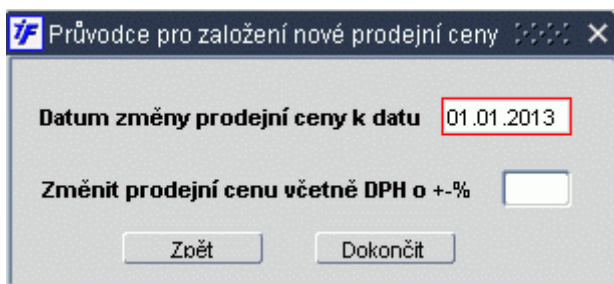 Průvodce pro založení nové prodejní ceny
Datum změny prodejní ceny k datu 01.01.2013
Změnit prodejní cenu včetně DPH o +-%
Zpět Dokončit